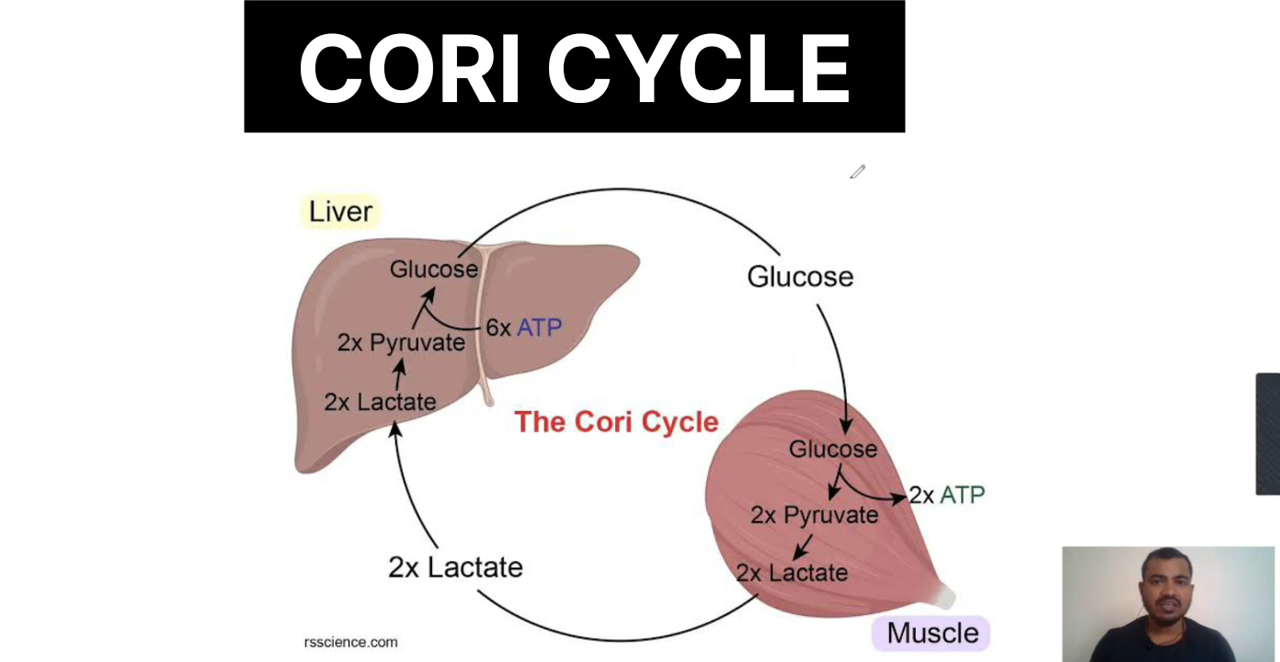 CORI CYCLE
Liver
Glucose
6x ATP
2x Pyruvate
2x Lactate
The Cori Cycle
Glucose
Glucose
2x ATP
2x Pyruvate
2x Lactate
2x Lactate
Muscle
rsscience.com